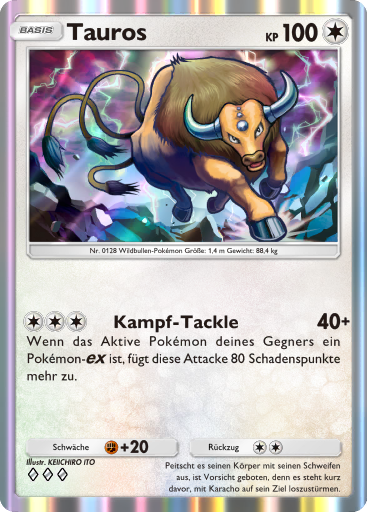 BASIS Tauros KP 100
Nr. 0128 Wildbullen-Pokémon Größe: 1,4 m Gewicht: 88,4 kg
Kampf-Tackle 40+
Wenn das Aktive Pokémon deines Gegners ein
Pokémon-ex ist, fügt diese Attacke 80 Schadenspunkte
mehr zu.
Schwäche +20 Rückzug
Illustr. KEIICHIRO ITO
Peitscht es seinen Körper mit seinen Schweifen
aus, ist Vorsicht geboten, denn es steht kurz
davor, mit Karacho auf sein Ziel loszustürmen.